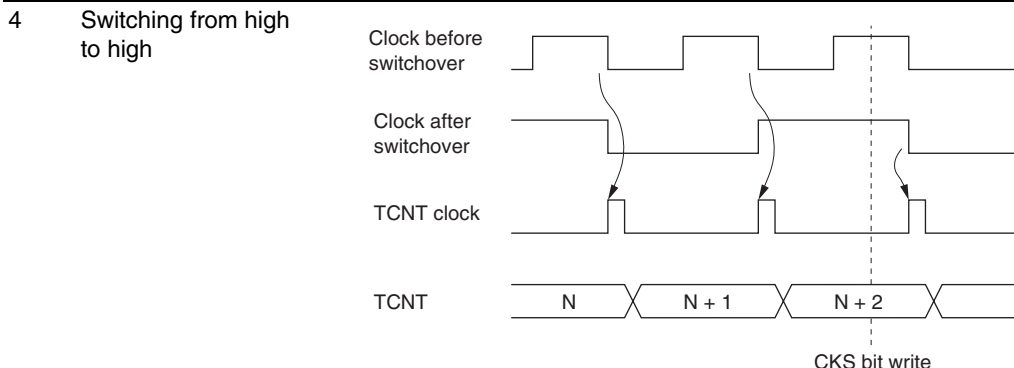 4 Switching from high
to high
Clock before
switchover
Clock after
switchover
TCNT clock
TCNT
N N + 1 N + 2
CKS bit write